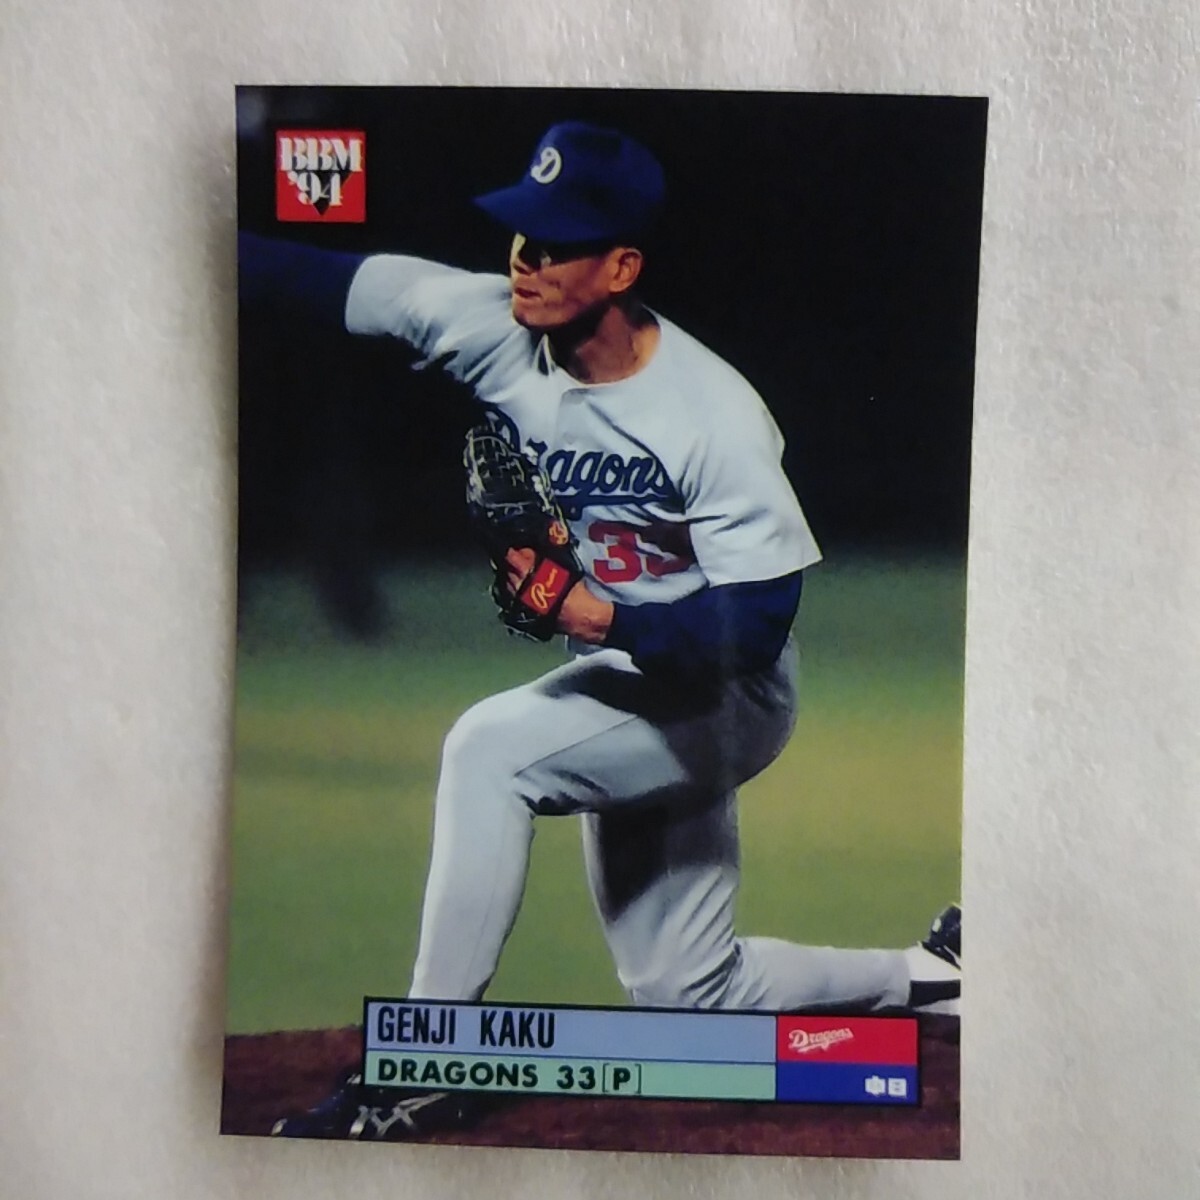 BBM
'94
D
Dragons
33
GENJI KAKU
DRAGONS 33[P]
Dragons
中日